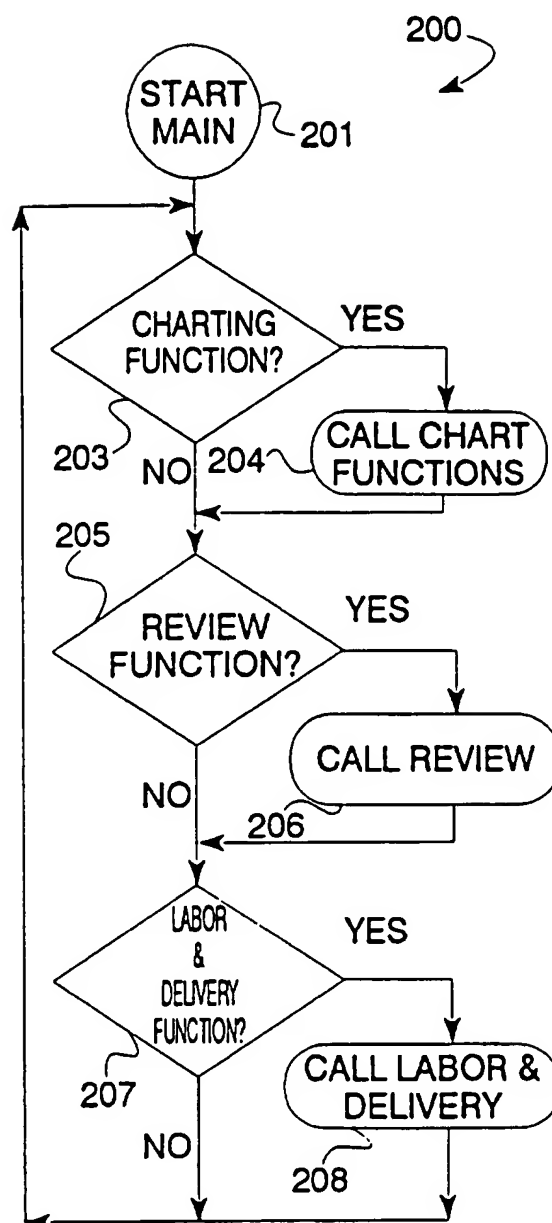 200
START
MAIN
201
CHARTING
FUNCTION?
YES
203
NO
204
CALL CHART
FUNCTIONS
205
REVIEW
FUNCTION?
YES
NO
CALL REVIEW
206
LABOR
&
DELIVERY
FUNCTION?
YES
207
NO
CALL LABOR &
DELIVERY
208